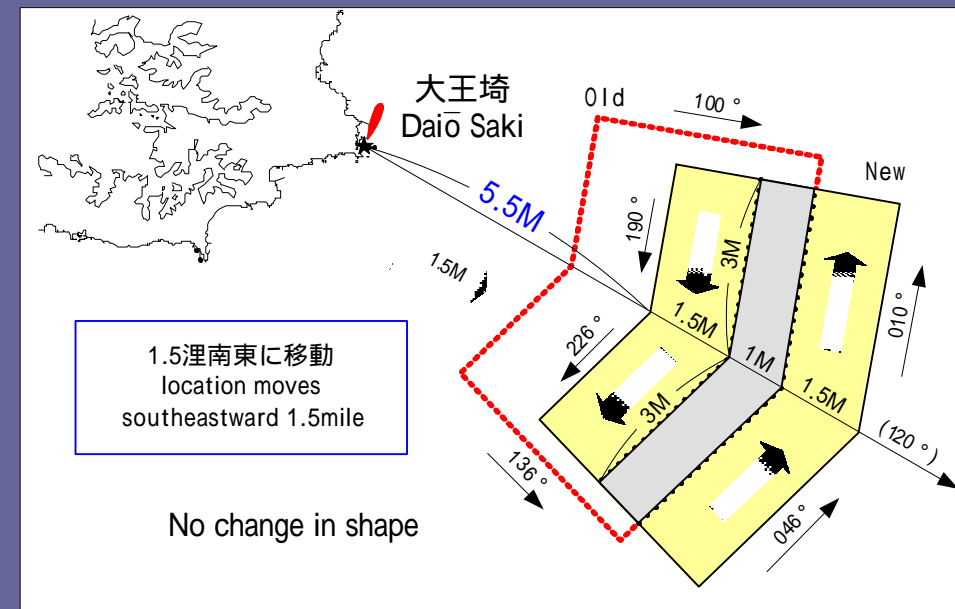 大王埼
Daiō Saki
Old
100°
New
5.5M
190°
3M
1.5M
1.5M
010°
226°
1M
1.5M
3M
(120°)
136°
046°
1.5浬南東に移動
location moves
southeastward 1.5mile
No change in shape